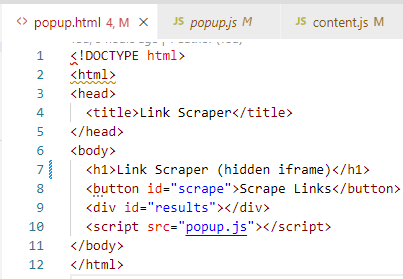 popup.html 4, M
JS popup.js M
JS content.js M
1 <!DOCTYPE html>
2 <html>
3 <head>
4 <title>Link Scraper</title>
5 </head>
6 <body>
7 <h1>Link Scraper (hidden iframe)</h1>
8 <button id="scrape">Scrape Links</button>
9 <div id="results"></div>
10 <script src="popup.js"></script>
11 </body>
12 </html>